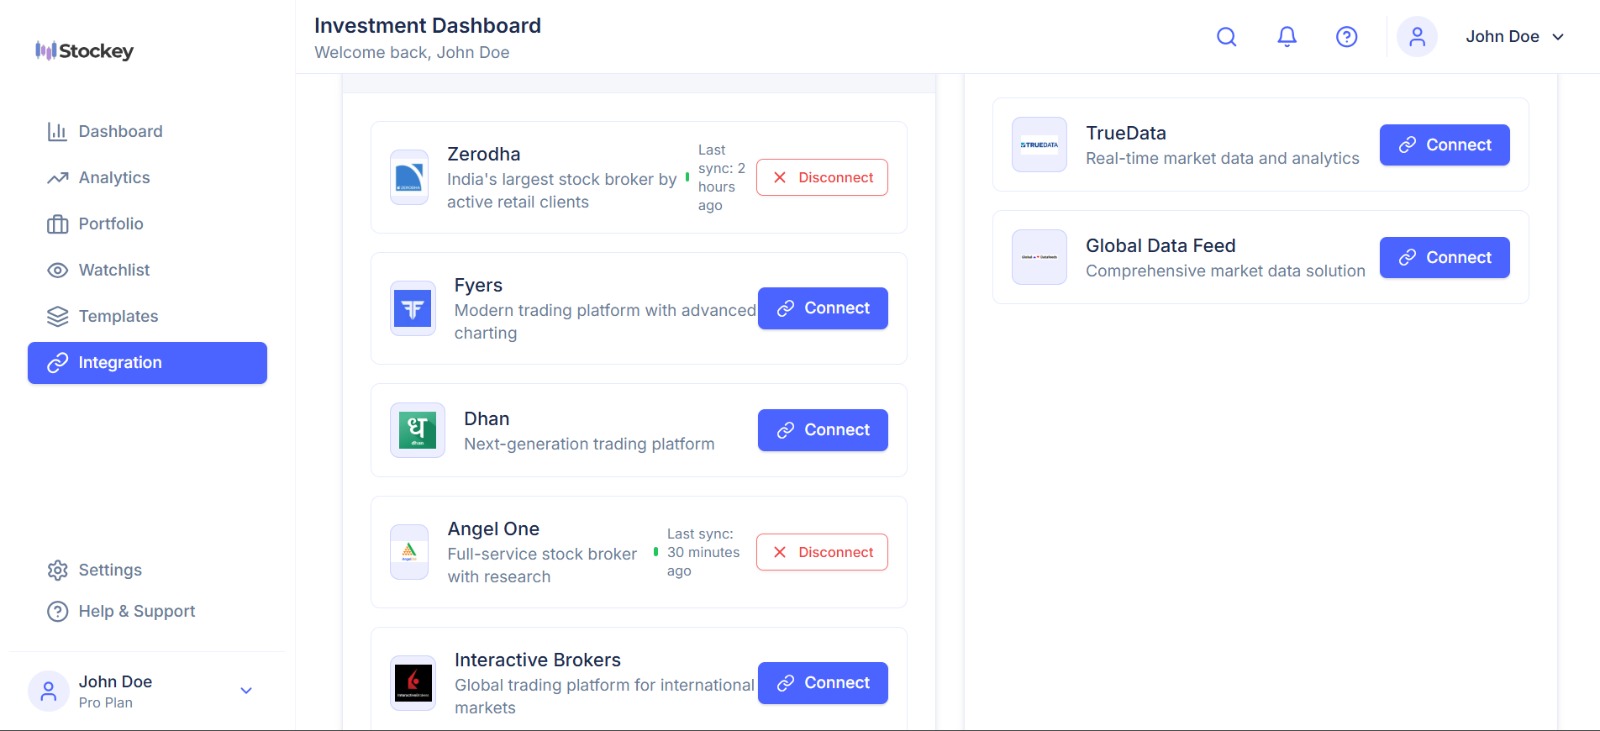 Stockey
Dashboard
Analytics
Portfolio
Watchlist
Templates
Integration
Settings
Help & Support
John Doe
Pro Plan
Investment Dashboard
Welcome back, John Doe
John Doe
Zerodha
India's largest stock broker by
active retail clients
Last
sync: 2
hours
ago
Disconnect
Fyers
Modern trading platform with advanced
charting
Connect
ध
Dhan
Next-generation trading platform
Connect
Angel One
Full-service stock broker
with research
Last sync:
30 minutes
ago
Disconnect
Interactive Brokers
Global trading platform for international
markets
Connect
TRUEDATA
TrueData
Real-time market data and analytics
Connect
Global Data Feed
Comprehensive market data solution
Connect